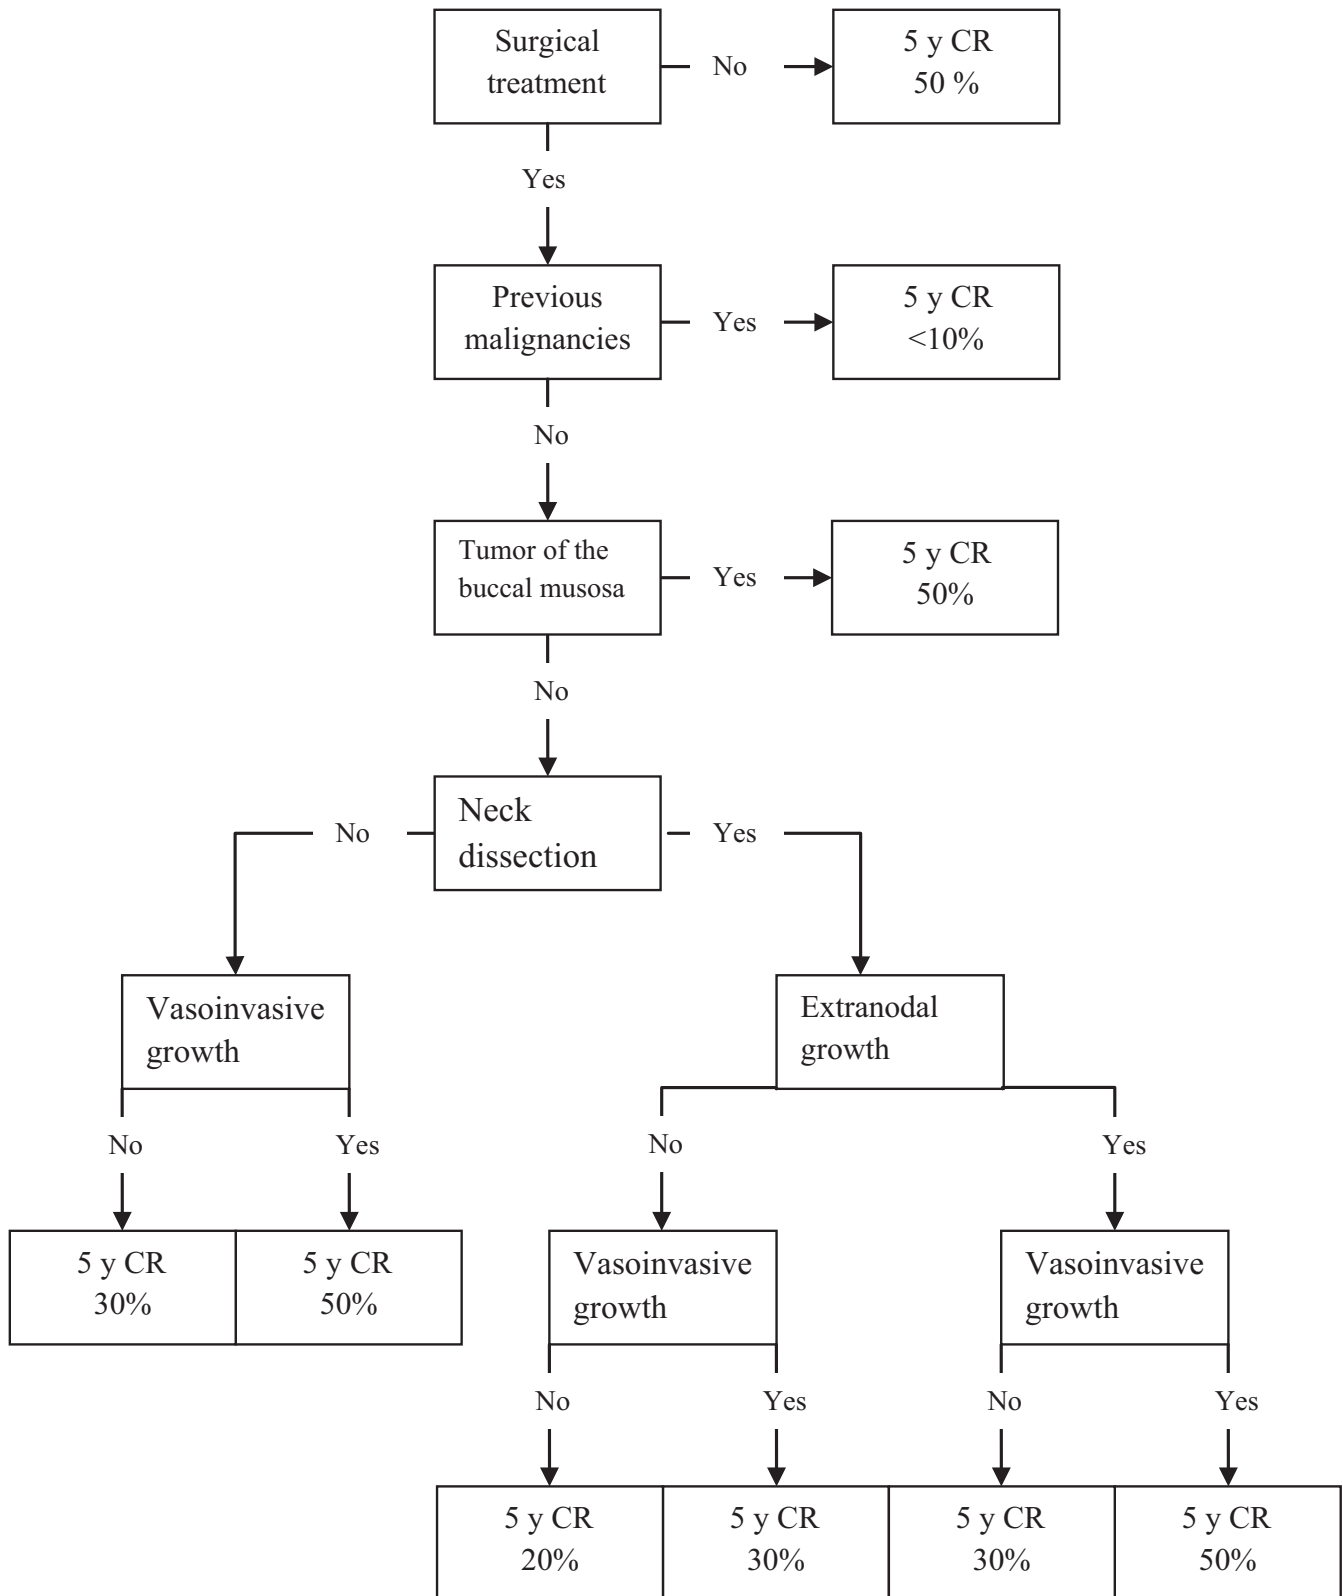 Surgical
treatment
No
5 y CR
50 %
Yes
Previous
malignancies
Yes
5 y CR
<10%
No
Tumor of the
buccal musosa
Yes
5 y CR
50%
No
Neck
dissection
No
Yes
Vasoinvasive
growth
Extranodal
growth
No
Yes
No
Yes
5 y CR
30%
5 y CR
50%
Vasoinvasive
growth
Vasoinvasive
growth
No
Yes
No
Yes
5 y CR
20%
5 y CR
30%
5 y CR
30%
5 y CR
50%